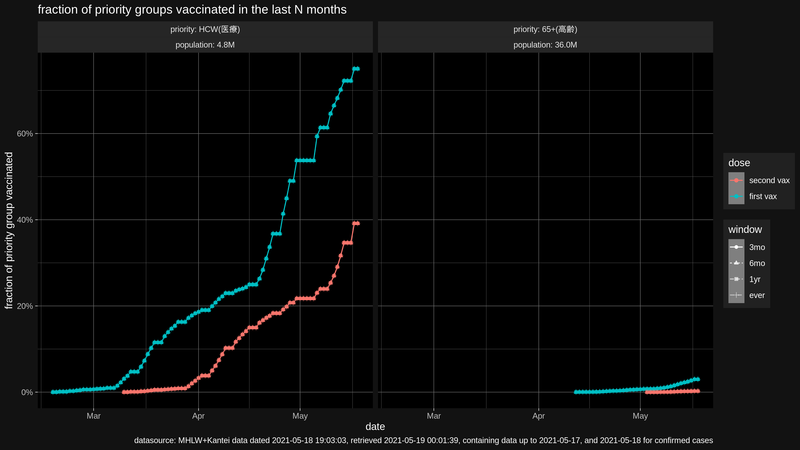 fraction of priority groups vaccinated in the last N months
priority: HCW(医療)
population: 4.8M
priority: 65+(高齢)
population: 36.0M
fraction of priority group vaccinated
60%
40%
20%
0%
Mar
Apr
May
Mar
Apr
May
date
dose
second vax
first vax
window
3mo
6mo
1yr
ever
datasource: MHLW+Kantei data dated 2021-05-18 19:03:03, retrieved 2021-05-19 00:01:39, containing data up to 2021-05-17, and 2021-05-18 for confirmed cases